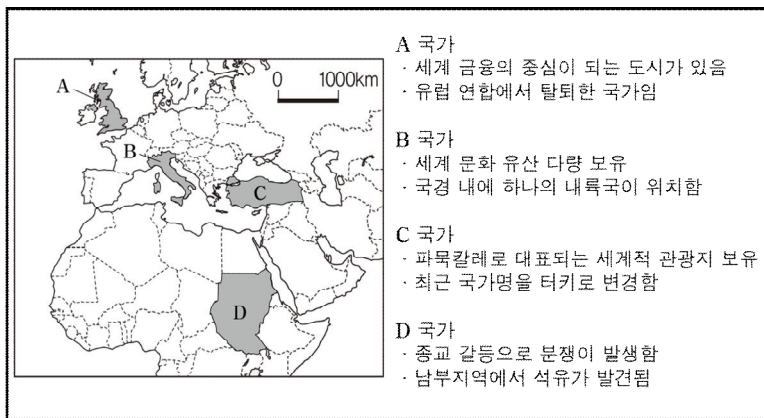 A 국가
· 세계 금융의 중심이 되는 도시가 있음
· 유럽 연합에서 탈퇴한 국가임
B 국가
· 세계 문화 유산 다량 보유
· 국경 내에 하나의 내륙국이 위치함
C 국가
· 파묵칼레로 대표되는 세계적 관광지 보유
· 최근 국가명을 터키로 변경함
D 국가
· 종교 갈등으로 분쟁이 발생함
· 남부지역에서 석유가 발견됨
0 1000km
A
B
C
D